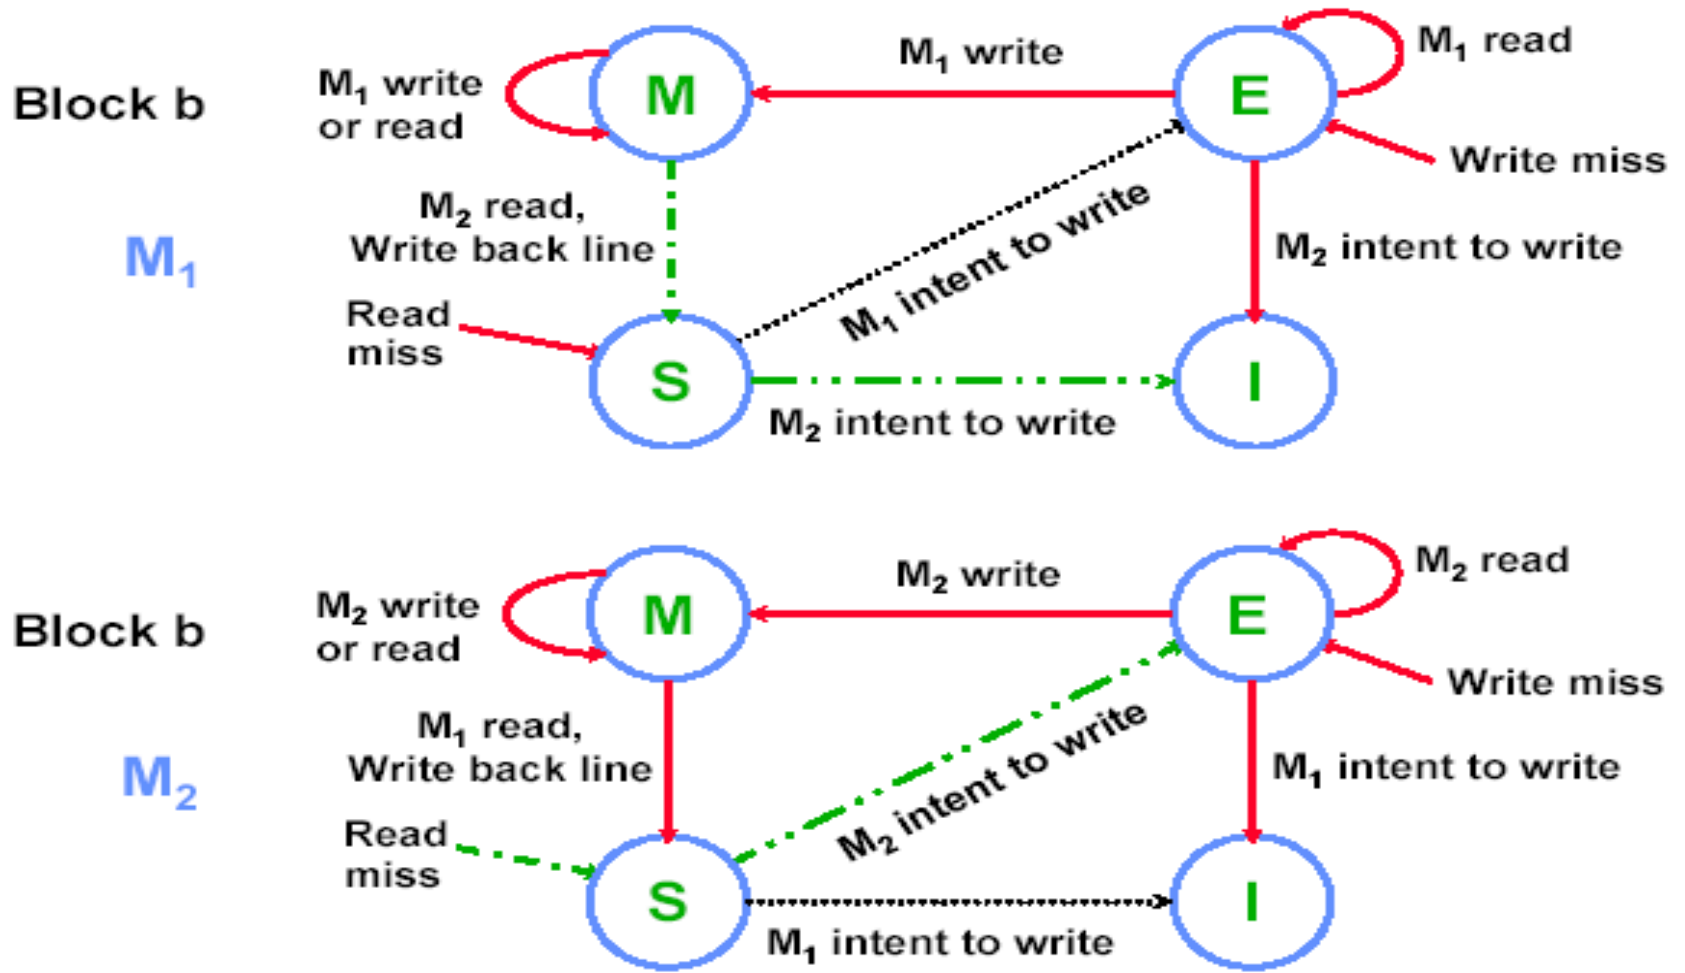 M₁ write
M₁ read
M₁ write
or read
M
E
Block b
Write miss
M₂ read,
Write back line
M₁ intent to write
M₂ intent to write
M₁
Read
miss
S
I
M₂ intent to write
M₂ write
M₂ read
M₂ write
or read
M
E
Block b
Write miss
M₁ read,
Write back line
M₂ intent to write
M₁ intent to write
M₂
Read
miss
S
I
M₁ intent to write